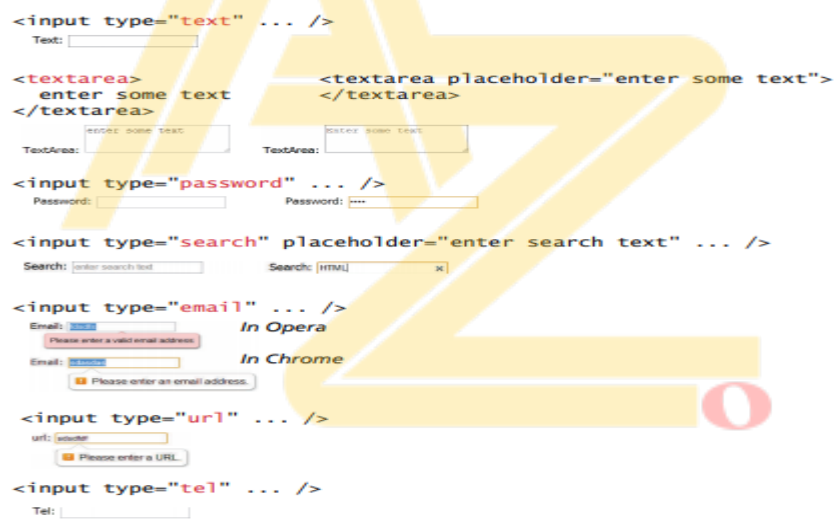 <input type="text" ... />
Text:
<textarea> <textarea placeholder="enter some text">
enter some text </textarea>
</textarea>
enter some text Enter some text
TextArea: TextArea:
<input type="password" ... />
Password: Password: ····
<input type="search" placeholder="enter search text" ... />
Search: enter search text Search: HTML x
<input type="email" ... />
Email: In Opera
Please enter a valid email address
Email: In Chrome
! Please enter an email address.
<input type="url" ... />
url:
! Please enter a URL.
<input type="tel" ... />
Tel: